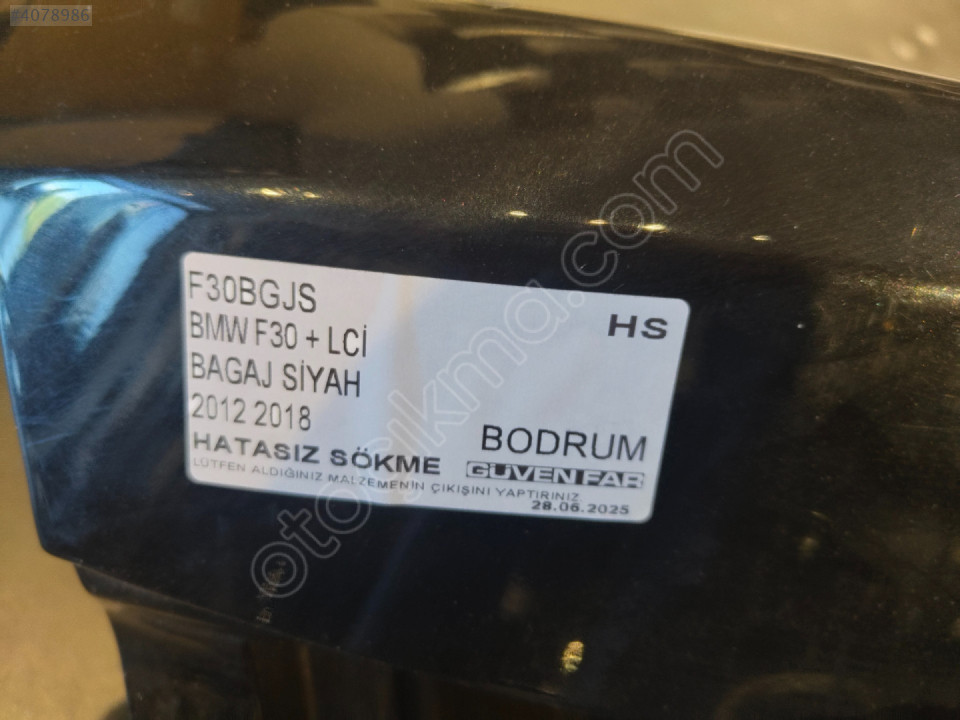 #4078986
F30BGJS
HS
BMW F30 + LCİ
BAGAJ SİYAH
2012 2018
BODRUM
HATASIZ SÖKME
GÜVEN FAR
LÜTFEN ALDIĞINIZ MALZEMENİN ÇIKIŞINI YAPTIRINIZ
28.06.2025
© otocikma.com